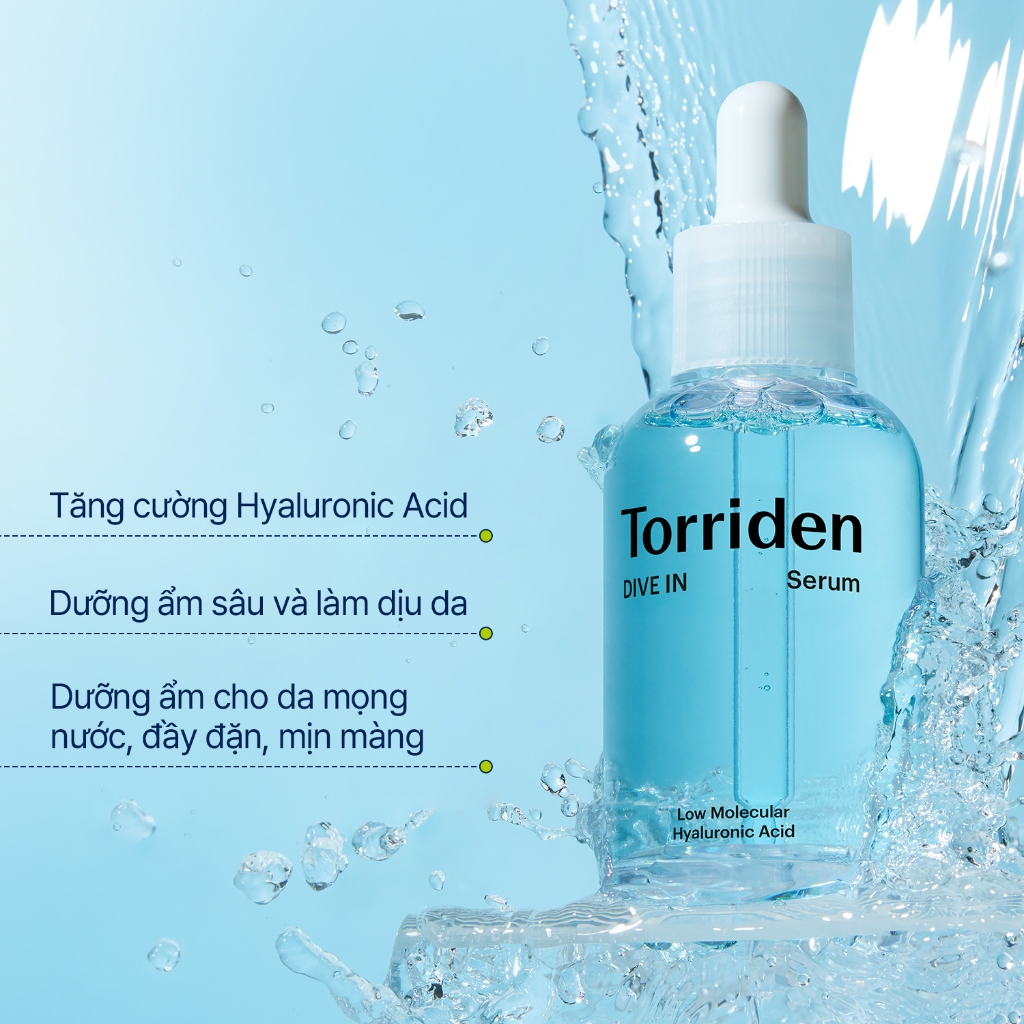 Tăng cường Hyaluronic Acid
Dưỡng ẩm sâu và làm dịu da
Dưỡng ẩm cho da mọng
nước, đầy đặn, mịn màng
Torriden
DIVE IN Serum
Low Molecular
Hyaluronic Acid